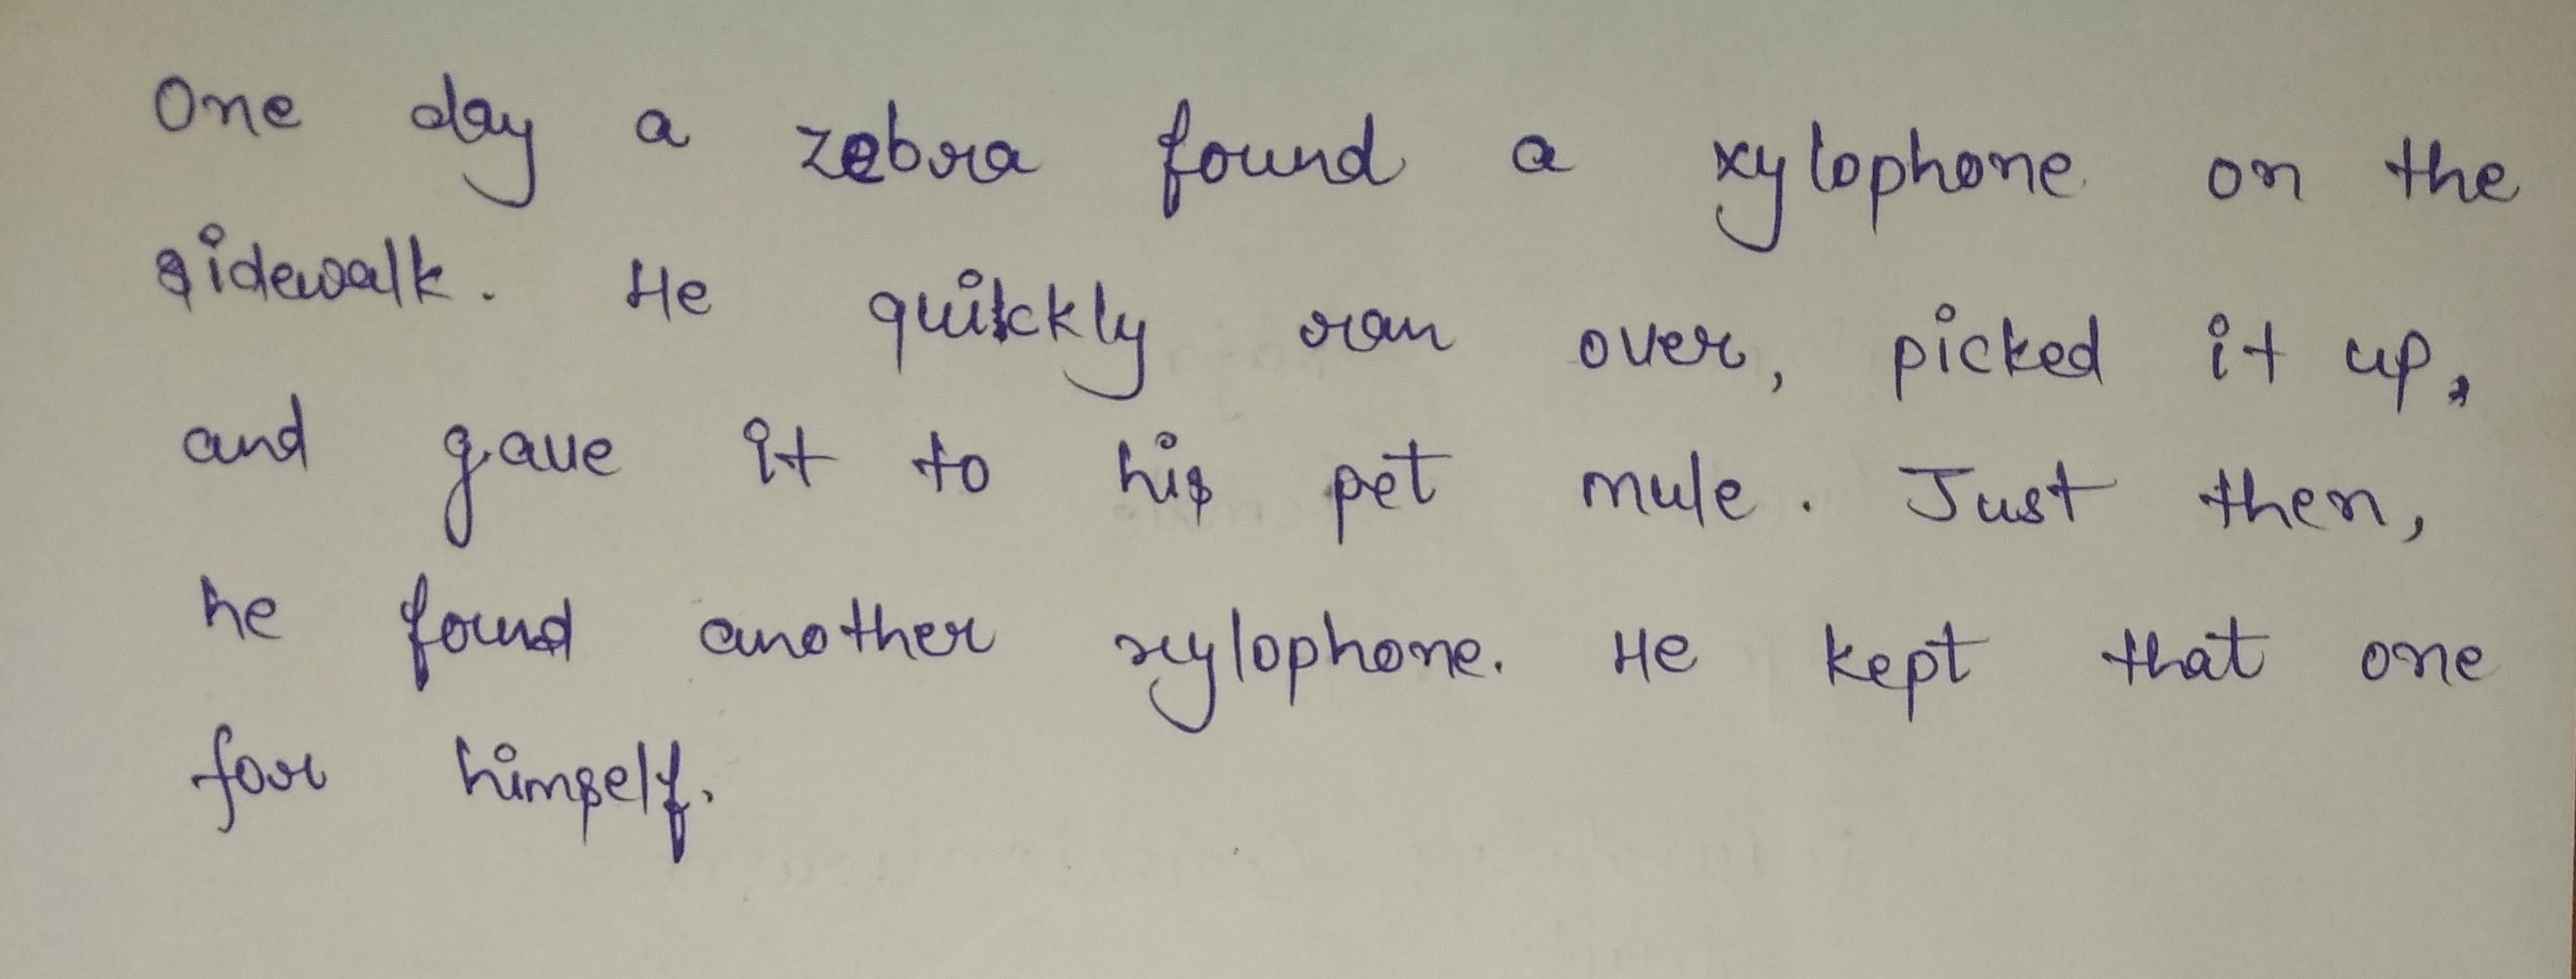 One day a zebra found a xylophone on the
sidewalk. He quickly ran over, picked it up,
and gave it to his pet mule. Just then,
he found another xylophone. He kept that one
for himself.